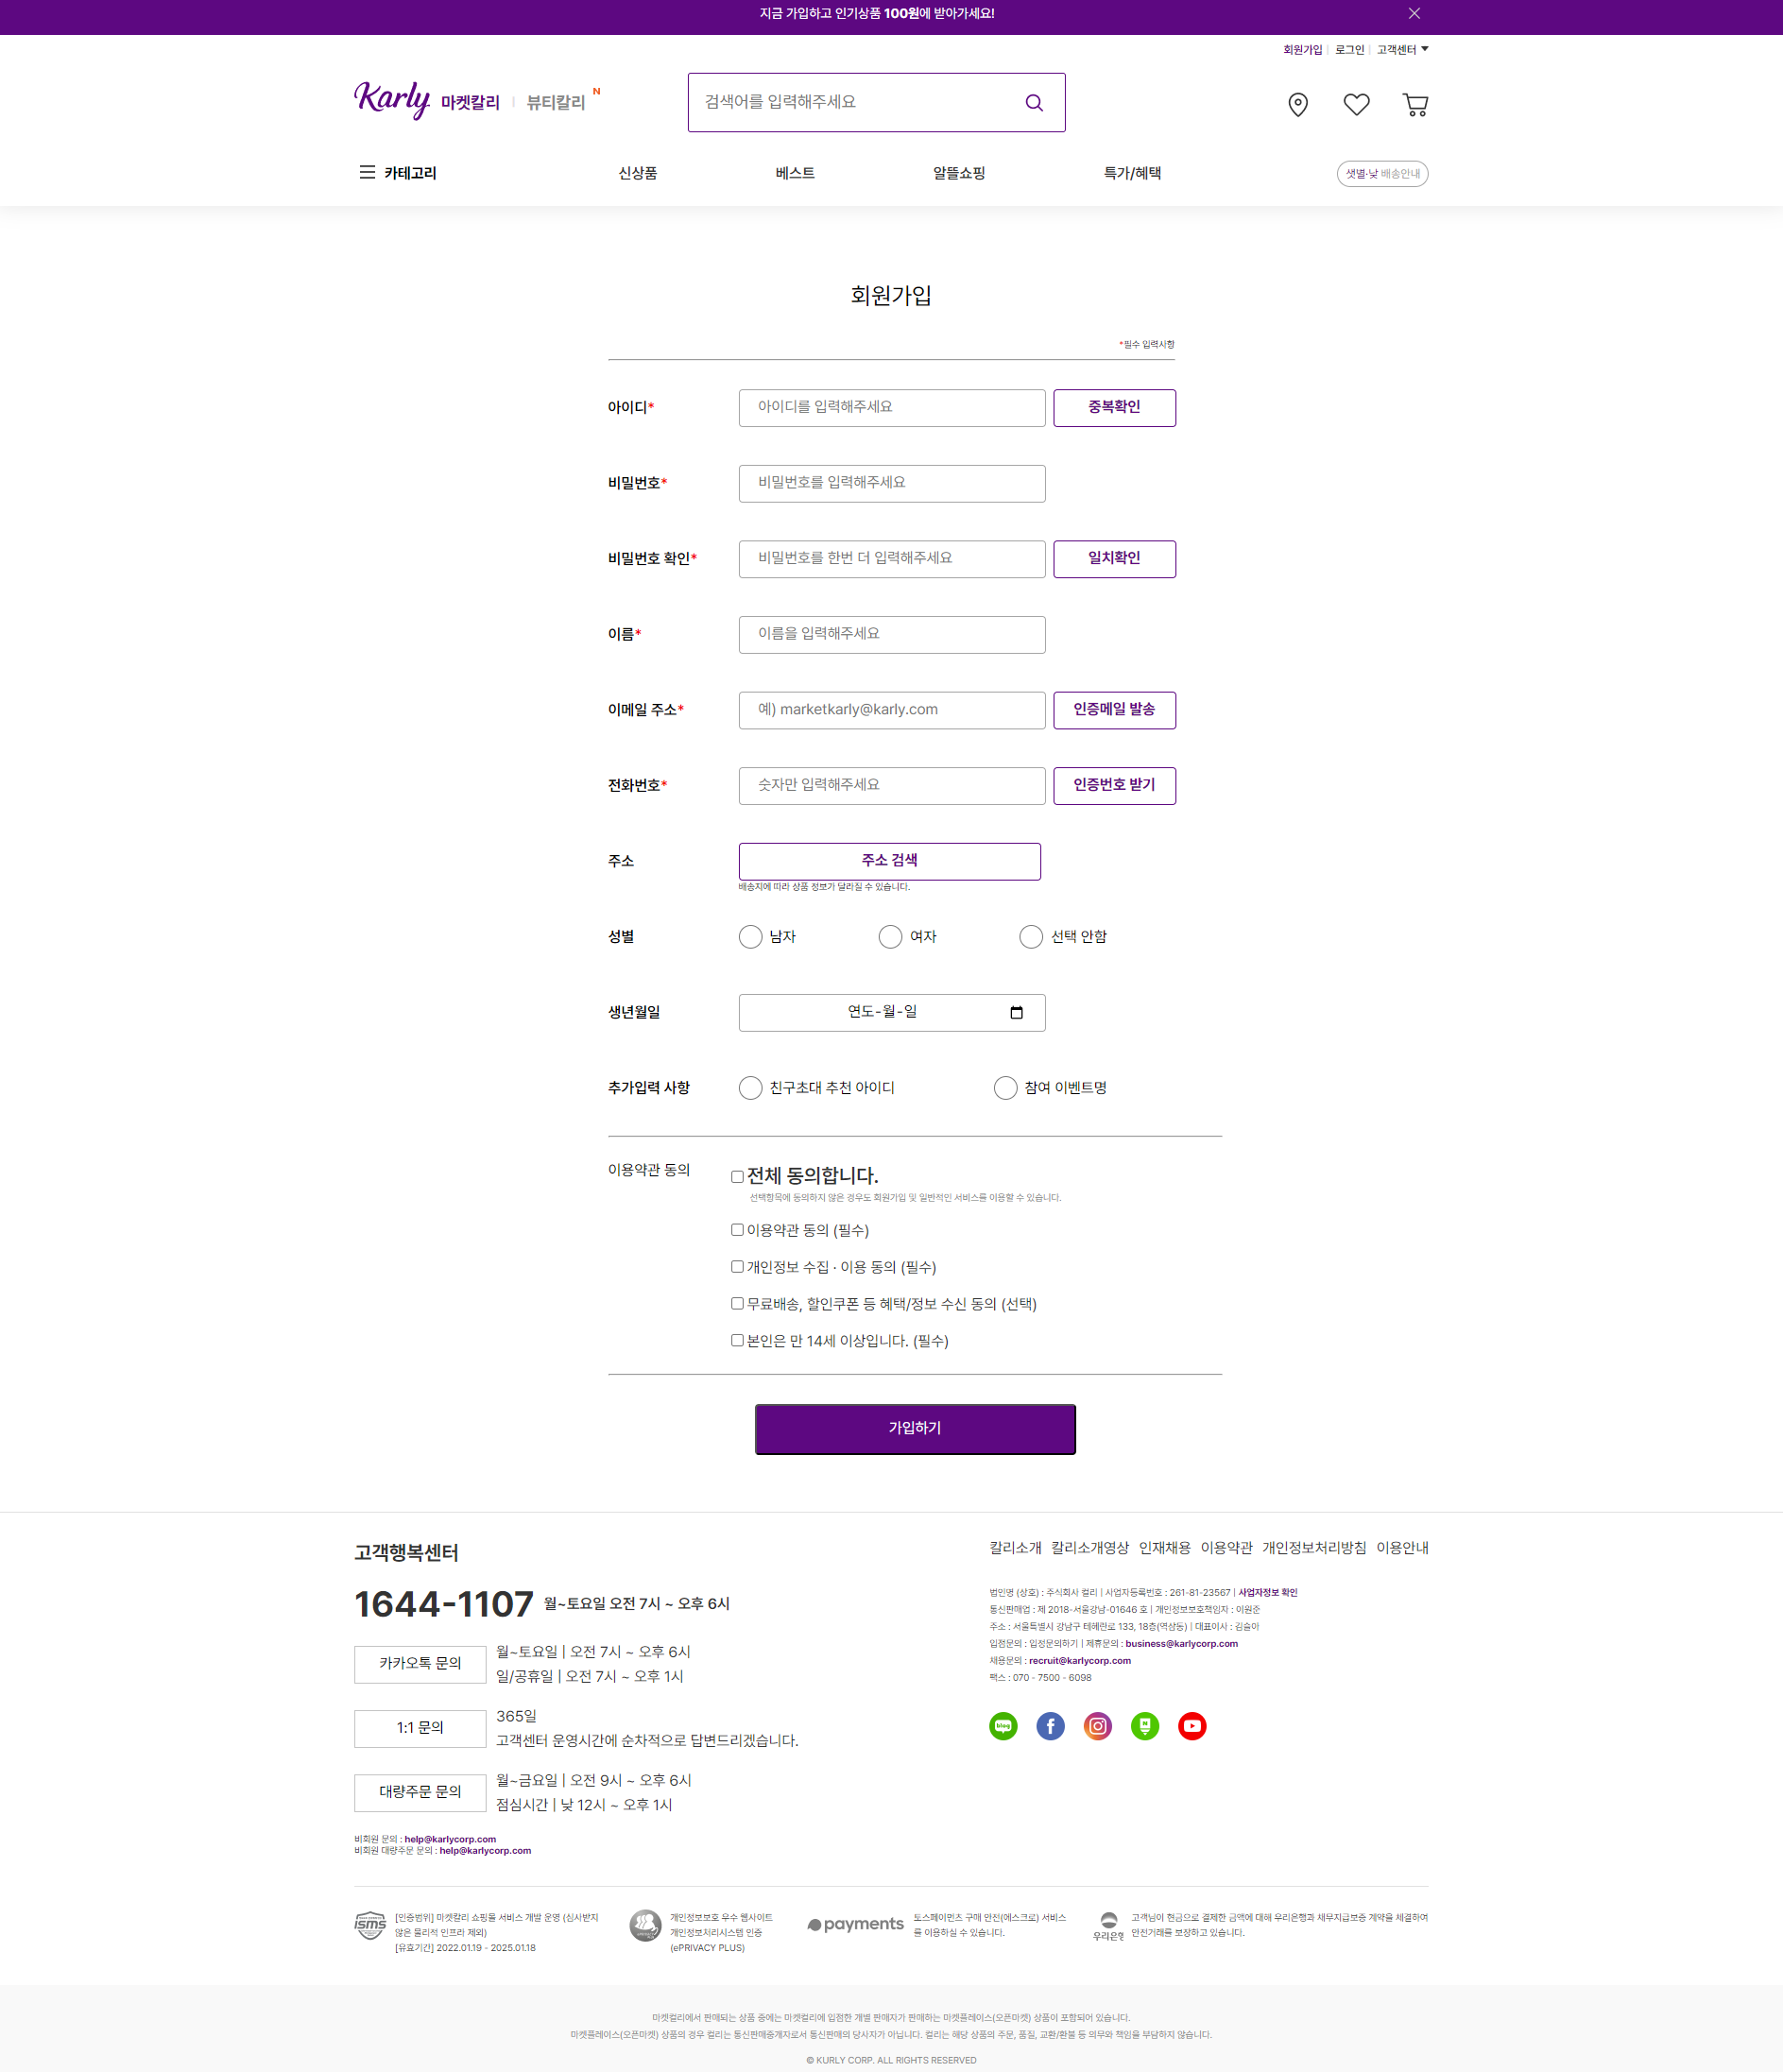 지금 가입하고 인기상품 100원에 받아가세요!
회원가입 로그인 고객센터
Karly 마켓칼리 뷰티칼리 N
검색어를 입력해주세요
카테고리 신상품 베스트 알뜰쇼핑 특가/혜택 샛별·낮 배송안내
회원가입
*필수 입력사항
아이디* 아이디를 입력해주세요 중복확인
비밀번호* 비밀번호를 입력해주세요
비밀번호 확인* 비밀번호를 한번 더 입력해주세요 일치확인
이름* 이름을 입력해주세요
이메일 주소* 예) marketkarly@karly.com 인증메일 발송
전화번호* 숫자만 입력해주세요 인증번호 받기
주소 주소 검색
배송지에 따라 상품 정보가 달라질 수 있습니다.
성별 남자 여자 선택 안함
생년월일 연도-월-일
추가입력 사항 친구초대 추천 아이디 참여 이벤트명
이용약관 동의 전체 동의합니다.
선택항목에 동의하지 않은 경우도 회원가입 및 일반적인 서비스를 이용할 수 있습니다.
이용약관 동의 (필수)
개인정보 수집 · 이용 동의 (필수)
무료배송, 할인쿠폰 등 혜택/정보 수신 동의 (선택)
본인은 만 14세 이상입니다. (필수)
가입하기
고객행복센터
1644-1107 월~토요일 오전 7시 ~ 오후 6시
카카오톡 문의
월~토요일 | 오전 7시 ~ 오후 6시
일/공휴일 | 오전 7시 ~ 오후 1시
1:1 문의
365일
고객센터 운영시간에 순차적으로 답변드리겠습니다.
대량주문 문의
월~금요일 | 오전 9시 ~ 오후 6시
점심시간 | 낮 12시 ~ 오후 1시
비회원 문의 : help@karlycorp.com
비회원 대량주문 문의 : help@karlycorp.com
칼리소개 칼리소개영상 인재채용 이용약관 개인정보처리방침 이용안내
법인명 (상호) : 주식회사 컬리 | 사업자등록번호 : 261-81-23567 | 사업자정보 확인
통신판매업 : 제 2018-서울강남-01646 호 | 개인정보보호책임자 : 이원준
주소 : 서울특별시 강남구 테헤란로 133, 18층(역삼동) | 대표이사 : 김슬아
입점문의 : 입점문의하기 | 제휴문의 : business@karlycorp.com
채용문의 : recruit@karlycorp.com
팩스 : 070 - 7500 - 6098
blog
ISMS
[인증범위] 마켓칼리 쇼핑몰 서비스 개발 운영 (심사받지
않은 물리적 인프라 제외)
[유효기간] 2022.01.19 - 2025.01.18
개인정보보호 우수 웹사이트
개인정보처리시스템 인증
(ePRIVACY PLUS)
payments
토스페이먼츠 구매 안전(에스크로) 서비스
를 이용하실 수 있습니다.
우리은행
고객님이 현금으로 결제한 금액에 대해 우리은행과 채무지급보증 계약을 체결하여
안전거래를 보장하고 있습니다.
마켓컬리에서 판매되는 상품 중에는 마켓컬리에 입점한 개별 판매자가 판매하는 마켓플레이스(오픈마켓) 상품이 포함되어 있습니다.
마켓플레이스(오픈마켓) 상품의 경우 컬리는 통신판매중개자로서 통신판매의 당사자가 아닙니다. 컬리는 해당 상품의 주문, 품질, 교환/환불 등 의무와 책임을 부담하지 않습니다.
© KURLY CORP. ALL RIGHTS RESERVED